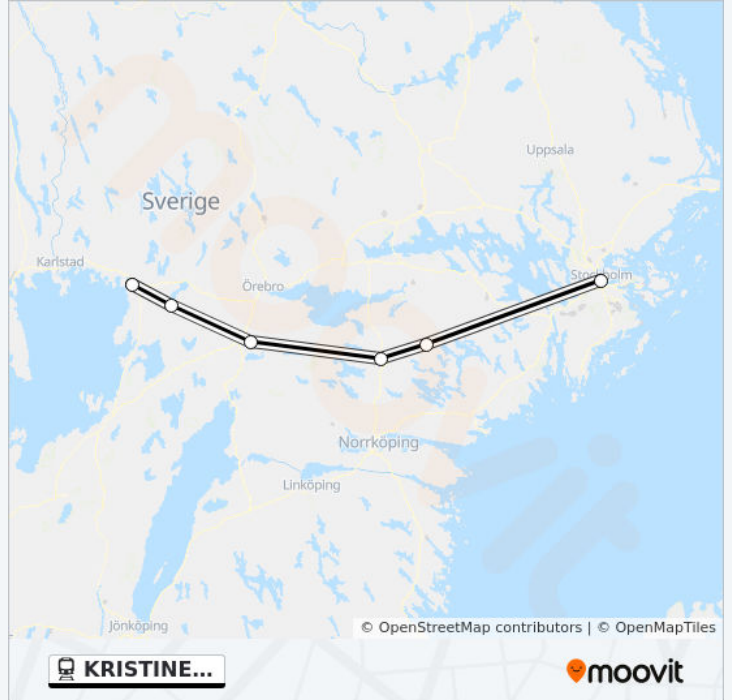 Uppsala
Sverige
Karlstad
Stockholm
Örebro
Norrköping
Linköping
Jönköping
© OpenStreetMap contributors | © OpenMapTiles
KRISTINE...
moovit